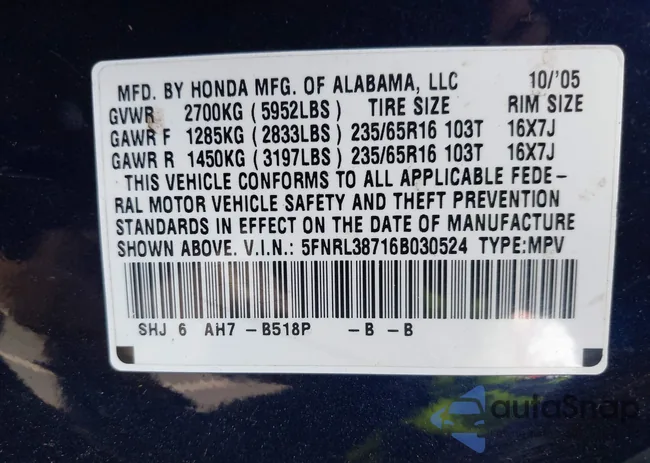 MFD. BY HONDA MFG. OF ALABAMA, LLC 10/'05
GVWR 2700KG (5952LBS) TIRE SIZE RIM SIZE
GAWR F 1285KG (2833LBS) 235/65R16 103T 16X7J
GAWR R 1450KG (3197LBS) 235/65R16 103T 16X7J
THIS VEHICLE CONFORMS TO ALL APPLICABLE FEDE-
RAL MOTOR VEHICLE SAFETY AND THEFT PREVENTION
STANDARDS IN EFFECT ON THE DATE OF MANUFACTURE
SHOWN ABOVE. V.I.N.: 5FNRL38716B030524 TYPE:MPV
SHJ 6 AH7 -B518P -B -B
autoSnap